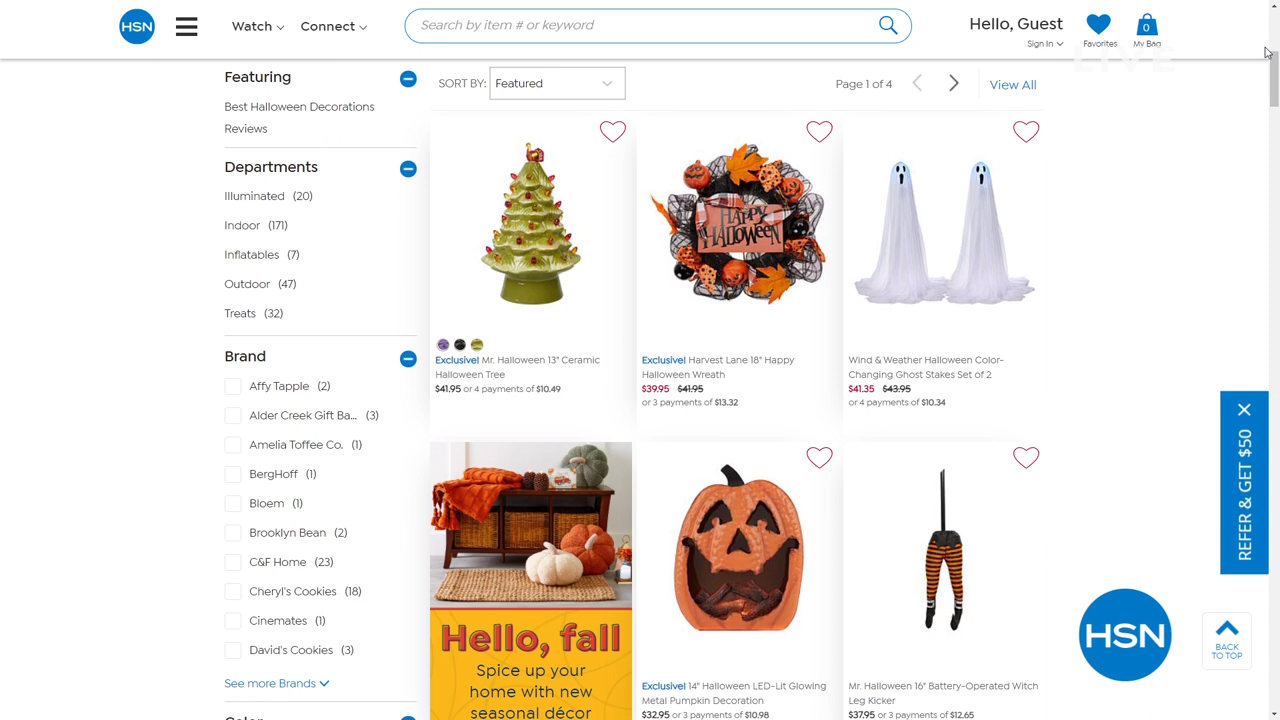 HSN
Watch
Connect
Search by item # or keyword
Hello, Guest
Sign In
Favorites
0
My Bag
LIVE
Featuring
Best Halloween Decorations
Reviews
Departments
Illuminated (20)
Indoor (171)
Inflatables (7)
Outdoor (47)
Treats (32)
Brand
Affy Tapple (2)
Alder Creek Gift Ba... (3)
Amelia Toffee Co. (1)
BergHoff (1)
Bloem (1)
Brooklyn Bean (2)
C&F Home (23)
Cheryl's Cookies (18)
Cinemates (1)
David's Cookies (3)
See more Brands
Color
SORT BY: Featured
Page 1 of 4
View All
Exclusive! Mr. Halloween 13" Ceramic
Halloween Tree
$41.95 or 4 payments of $10.49
HAPPY
HALLOWEEN
Exclusive! Harvest Lane 18" Happy
Halloween Wreath
$39.95 $41.95
or 3 payments of $13.32
Wind & Weather Halloween Color-
Changing Ghost Stakes Set of 2
$41.35 $43.95
or 4 payments of $10.34
Hello, fall
Spice up your
home with new
seasonal décor
Exclusive! 14" Halloween LED-Lit Glowing
Metal Pumpkin Decoration
$32.95 or 3 payments of $10.98
Mr. Halloween 16" Battery-Operated Witch
Leg Kicker
$37.95 or 3 payments of $12.65
REFER & GET $50
HSN
BACK
TO TOP